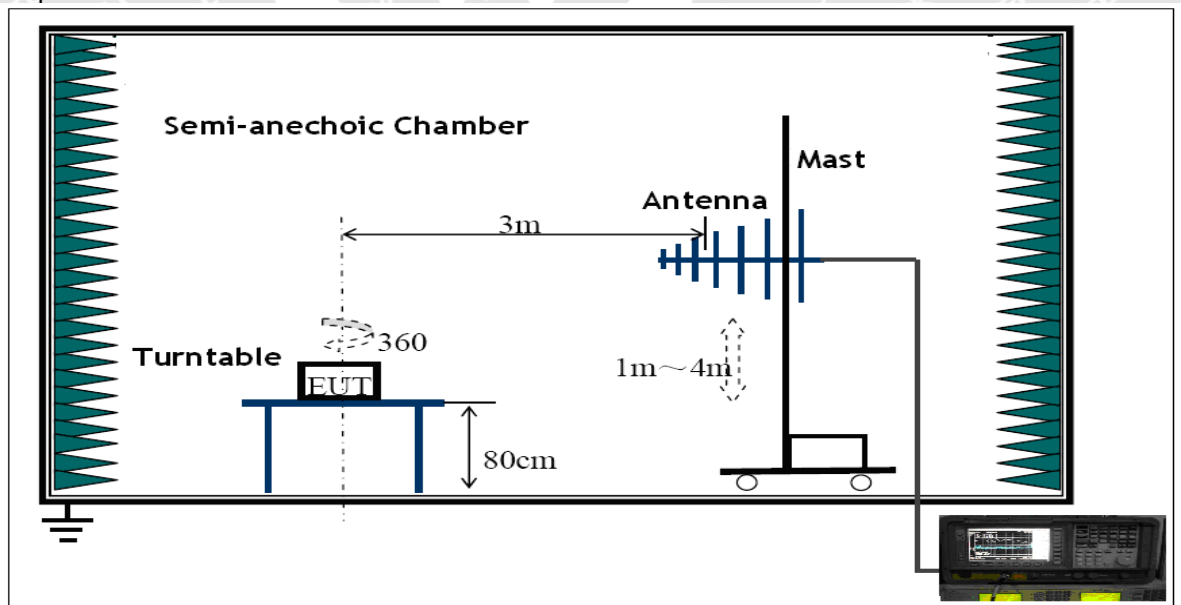 Semi-anechoic Chamber
Mast
Antenna
3m
360
Turntable
1m～4m
EUT
80cm